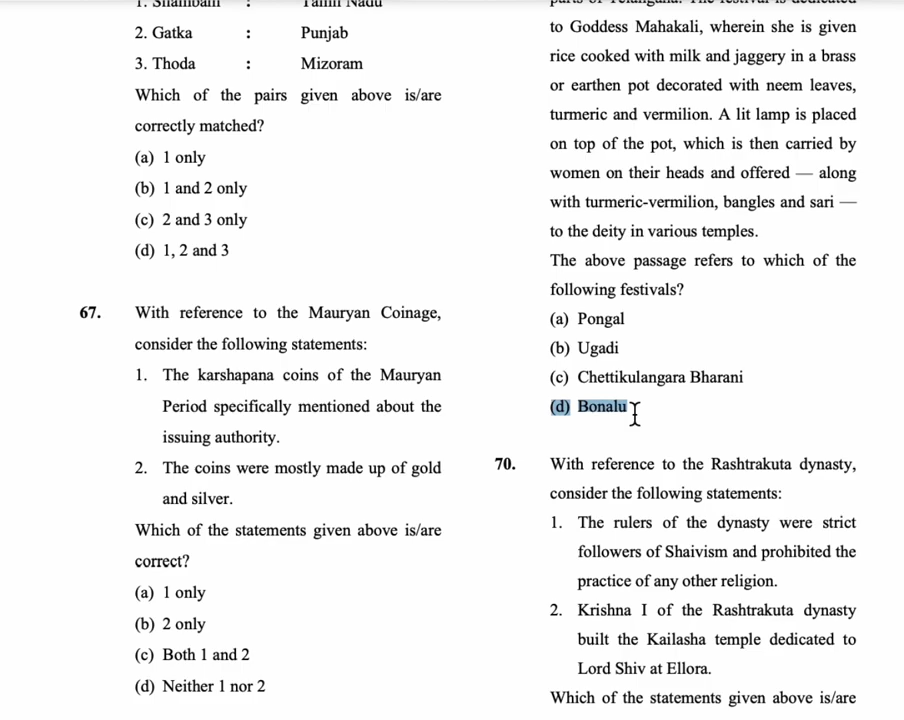 1. Silambam : Tamil Nadu
2. Gatka : Punjab
3. Thoda : Mizoram
Which of the pairs given above is/are
correctly matched?
(a) 1 only
(b) 1 and 2 only
(c) 2 and 3 only
(d) 1, 2 and 3
67. With reference to the Mauryan Coinage,
consider the following statements:
1. The karshapana coins of the Mauryan
Period specifically mentioned about the
issuing authority.
2. The coins were mostly made up of gold
and silver.
Which of the statements given above is/are
correct?
(a) 1 only
(b) 2 only
(c) Both 1 and 2
(d) Neither 1 nor 2
parts of Telangana. The festival is dedicated
to Goddess Mahakali, wherein she is given
rice cooked with milk and jaggery in a brass
or earthen pot decorated with neem leaves,
turmeric and vermilion. A lit lamp is placed
on top of the pot, which is then carried by
women on their heads and offered — along
with turmeric-vermilion, bangles and sari —
to the deity in various temples.
The above passage refers to which of the
following festivals?
(a) Pongal
(b) Ugadi
(c) Chettikulangara Bharani
(d) Bonalu
70. With reference to the Rashtrakuta dynasty,
consider the following statements:
1. The rulers of the dynasty were strict
followers of Shaivism and prohibited the
practice of any other religion.
2. Krishna I of the Rashtrakuta dynasty
built the Kailasha temple dedicated to
Lord Shiv at Ellora.
Which of the statements given above is/are